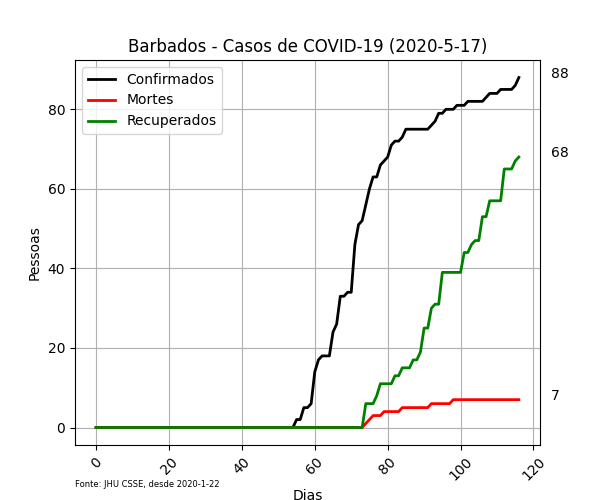 Barbados - Casos de COVID-19 (2020-5-17)
Confirmados
Mortes
Recuperados
88
68
7
Pessoas
80
60
40
20
0
0 20 40 60 80 100 120
Dias
Fonte: JHU CSSE, desde 2020-1-22